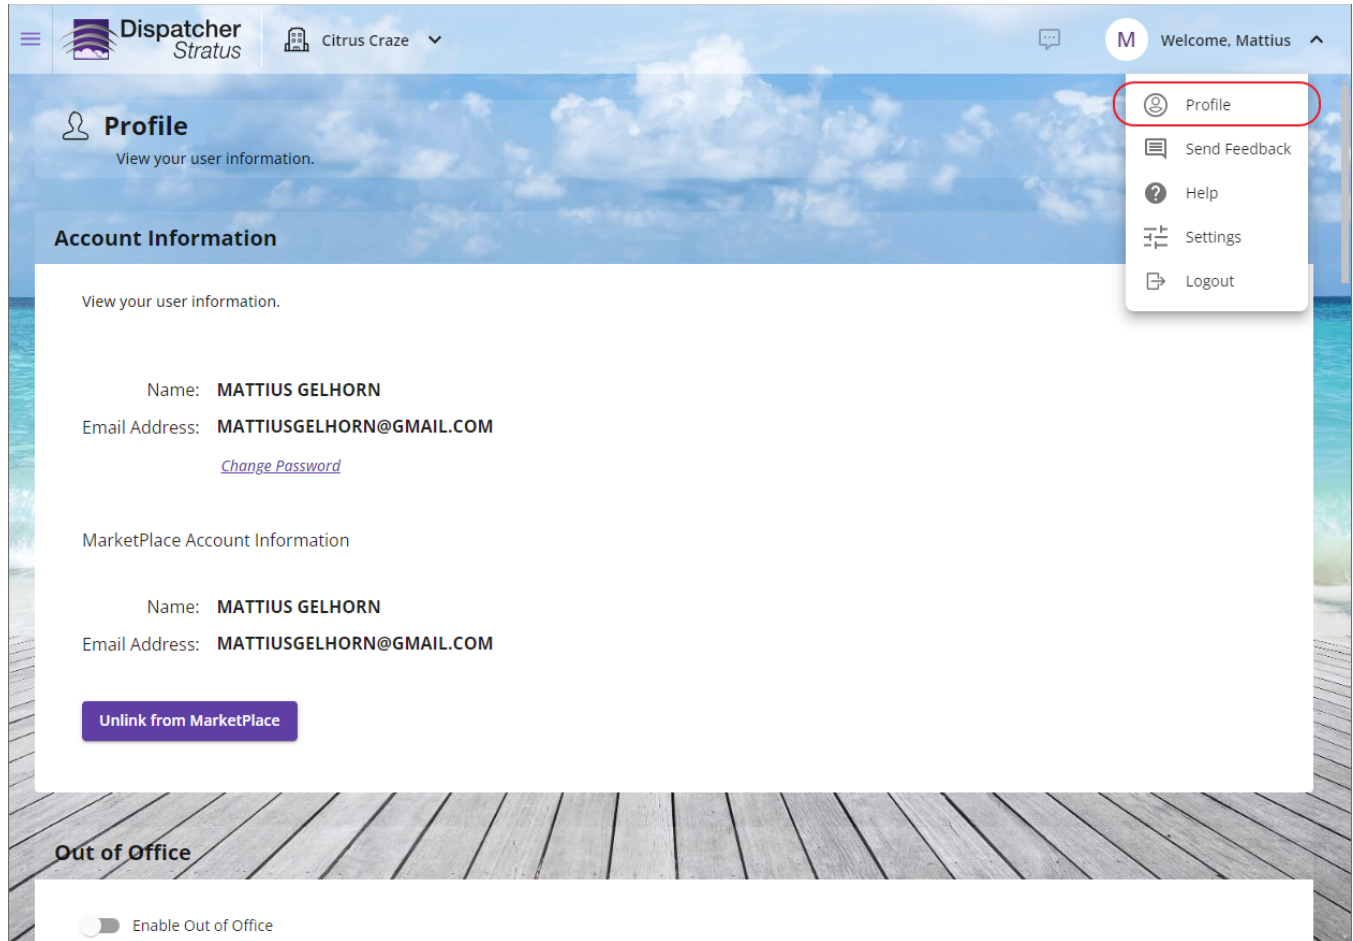 Dispatcher
Stratus
Citrus Craze
M
Welcome, Mattius
Profile
View your user information.
Profile
Send Feedback
Help
Settings
Logout
Account Information
View your user information.
Name: MATTIUS GELHORN
Email Address: MATTIUSGELHORN@GMAIL.COM
Change Password
MarketPlace Account Information
Name: MATTIUS GELHORN
Email Address: MATTIUSGELHORN@GMAIL.COM
Unlink from MarketPlace
Out of Office
Enable Out of Office